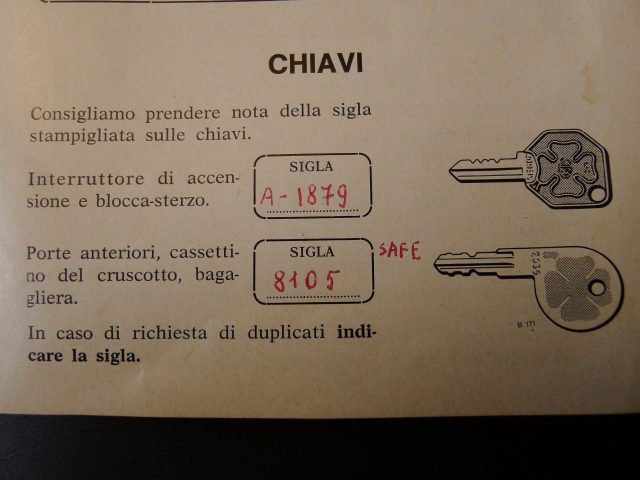 CHIAVI
Consigliamo prendere nota della sigla
stampigliata sulle chiavi.
Interruttore di accen-
sione e blocca-sterzo.
SIGLA
A-1879
Porte anteriori, cassetti-
no del cruscotto, baga-
gliera.
SIGLA
8105
SAFE
In caso di richiesta di duplicati indi-
care la sigla.
B 171